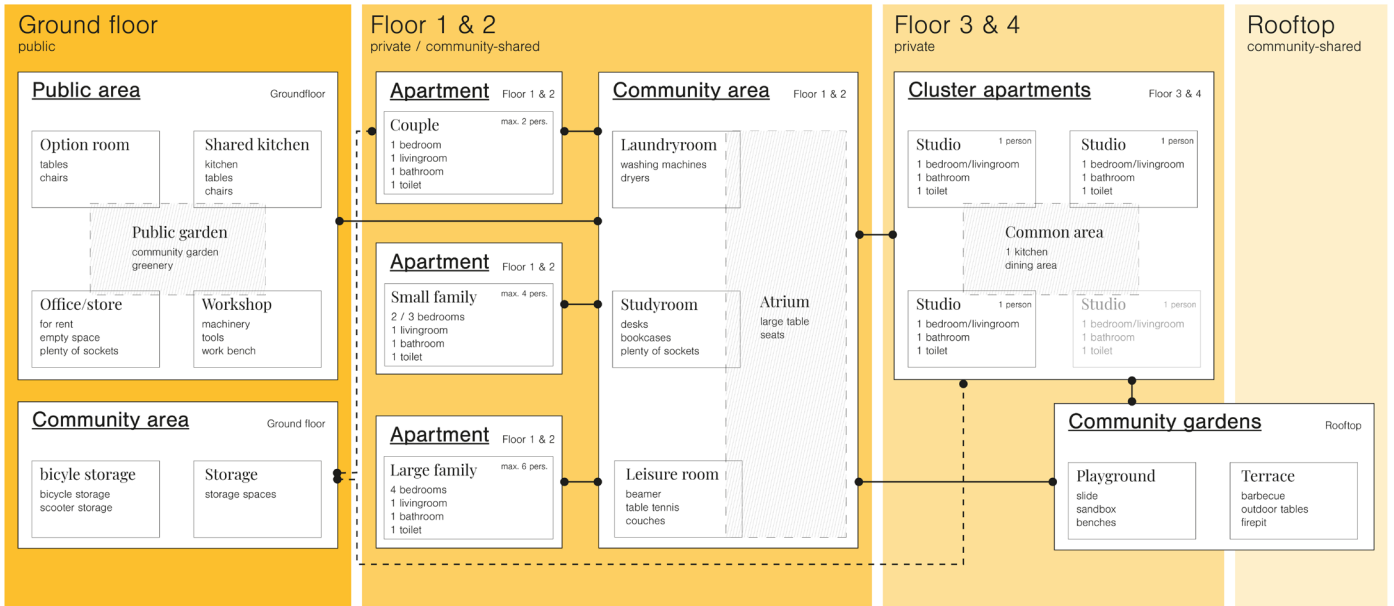 Ground floor
public
Public area
Groundfloor
Option room
tables
chairs
Shared kitchen
kitchen
tables
chairs
Public garden
community garden
greenery
Office/store
for rent
empty space
plenty of sockets
Workshop
machinery
tools
work bench
Community area
Ground floor
bicyle storage
bicycle storage
scooter storage
Storage
storage spaces
Floor 1 & 2
private / community-shared
Apartment
Floor 1 & 2
Couple
max. 2 pers.
1 bedroom
1 livingroom
1 bathroom
1 toilet
Apartment
Floor 1 & 2
Small family
max. 4 pers.
2 / 3 bedrooms
1 livingroom
1 bathroom
1 toilet
Apartment
Floor 1 & 2
Large family
max. 6 pers.
4 bedrooms
1 livingroom
1 bathroom
1 toilet
Community area
Floor 1 & 2
Laundryroom
washing machines
dryers
Studyroom
desks
bookcases
plenty of sockets
Atrium
large table
seats
Leisure room
beamer
table tennis
couches
Floor 3 & 4
private
Cluster apartments
Floor 3 & 4
Studio
1 person
1 bedroom/livingroom
1 bathroom
1 toilet
Studio
1 person
1 bedroom/livingroom
1 bathroom
1 toilet
Common area
1 kitchen
dining area
Studio
1 person
1 bedroom/livingroom
1 bathroom
1 toilet
Studio
1 person
1 bedroom/livingroom
1 bathroom
1 toilet
Rooftop
community-shared
Community gardens
Rooftop
Playground
slide
sandbox
benches
Terrace
barbecue
outdoor tables
firepit